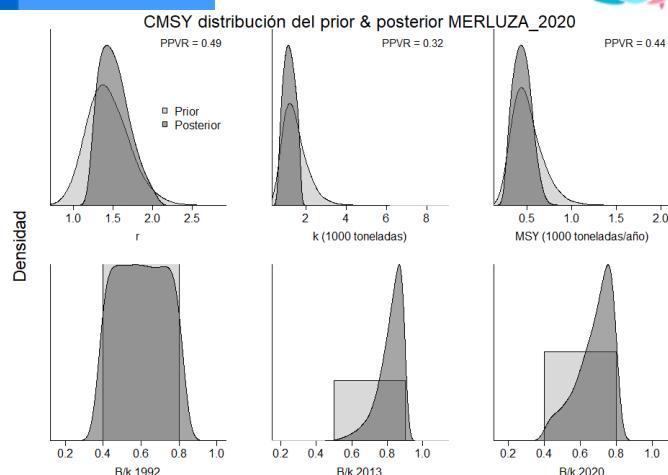 CMSY distribución del prior & posterior MERLUZA_2020
PPVR = 0.49
Prior
Posterior
1.0 1.5 2.0 2.5
r
PPVR = 0.32
2 4 6 8
k (1000 toneladas)
PPVR = 0.44
0.5 1.0 1.5 2.0
MSY (1000 toneladas/año)
Densidad
0.2 0.4 0.6 0.8 1.0
B/k 1992
0.2 0.4 0.6 0.8 1.0
B/k 2013
0.2 0.4 0.6 0.8 1.0
B/k 2020